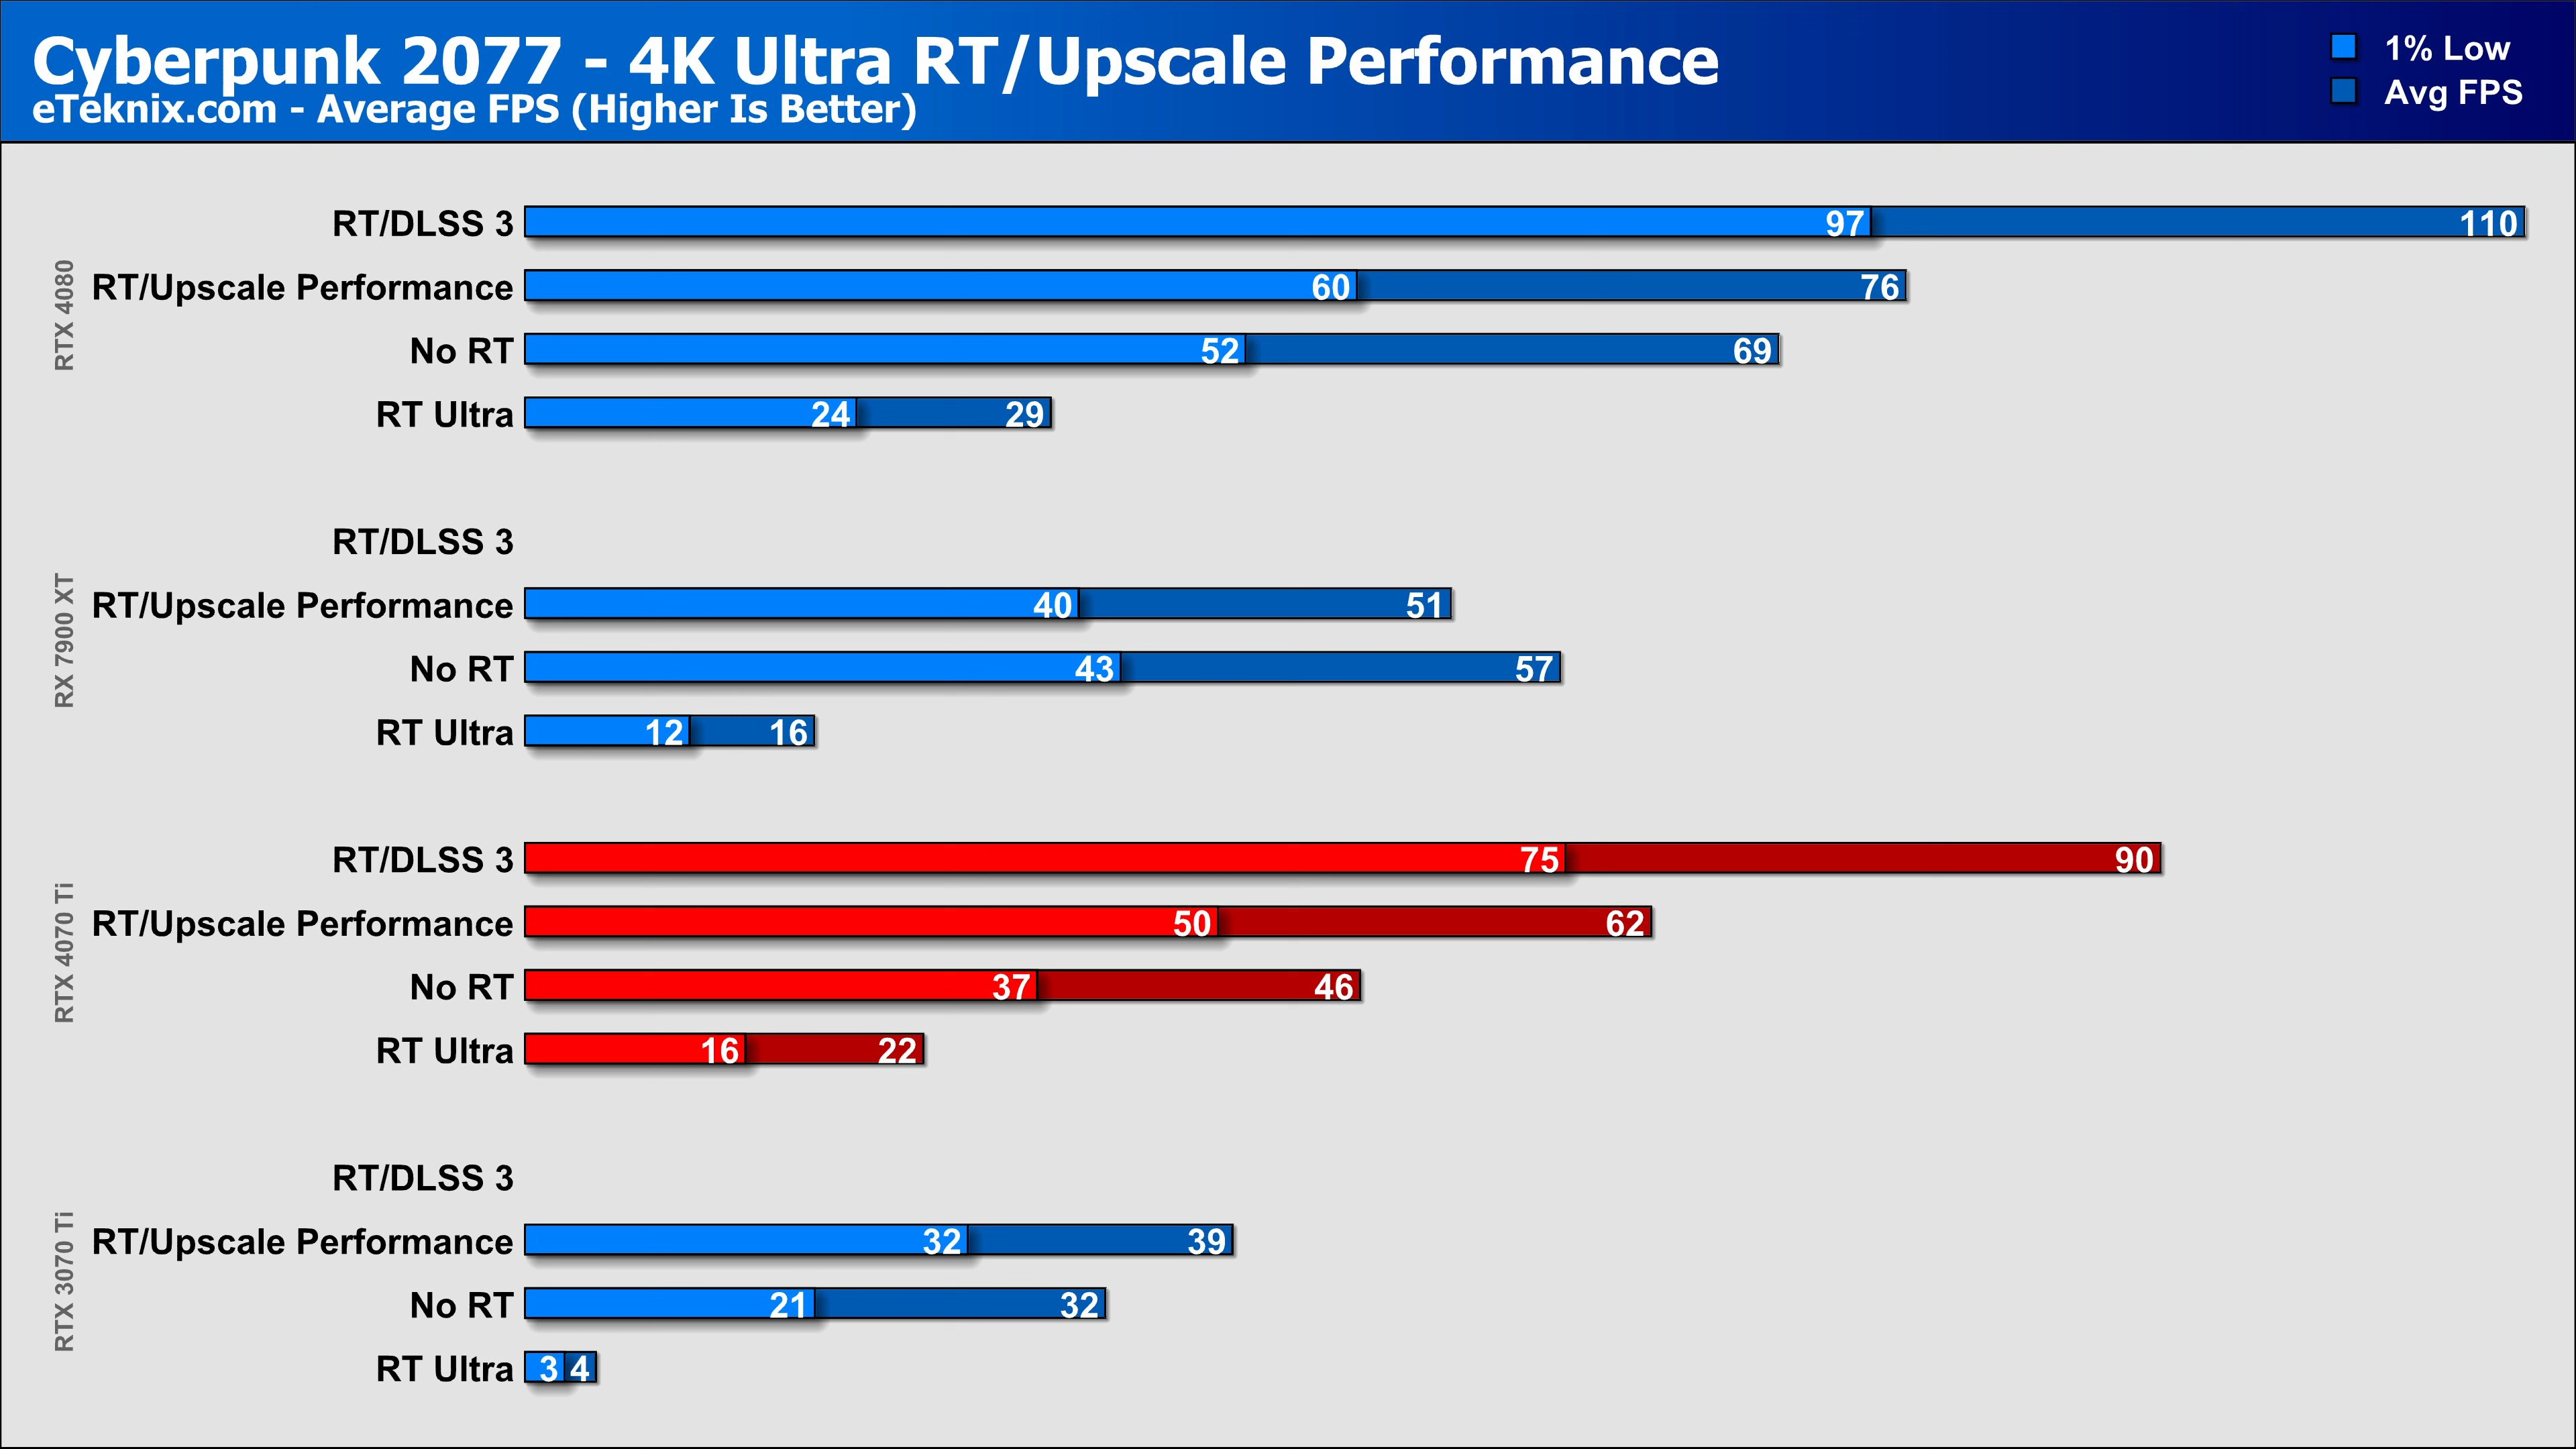 Cyberpunk 2077 - 4K Ultra RT/Upscale Performance
eTeknix.com - Average FPS (Higher Is Better)
1% Low
Avg FPS
RTX 4080
RT/DLSS 3 97 110
RT/Upscale Performance 60 76
No RT 52 69
RT Ultra 24 29
RX 7900 XT
RT/DLSS 3
RT/Upscale Performance 40 51
No RT 43 57
RT Ultra 12 16
RTX 4070 Ti
RT/DLSS 3 75 90
RT/Upscale Performance 50 62
No RT 37 46
RT Ultra 16 22
RTX 3070 Ti
RT/DLSS 3
RT/Upscale Performance 32 39
No RT 21 32
RT Ultra 3 4